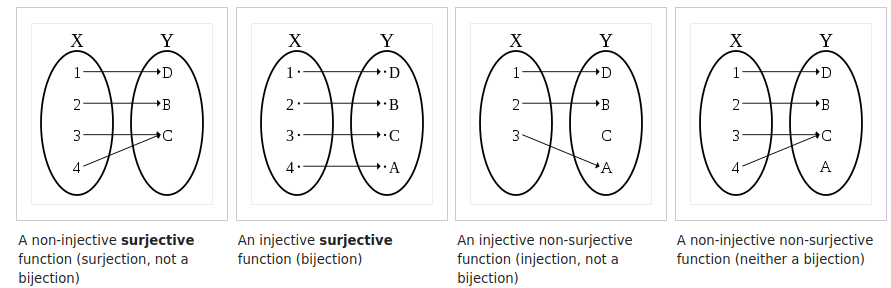 X Y
1 D
2 B
3 C
4
A non-injective surjective
function (surjection, not a
bijection)
X Y
1 · · D
2 · · B
3 · · C
4 · · A
An injective surjective
function (bijection)
X Y
1 D
2 B
3 C
A
An injective non-surjective
function (injection, not a
bijection)
X Y
1 D
2 B
3 C
4 A
A non-injective non-surjective
function (neither a bijection)